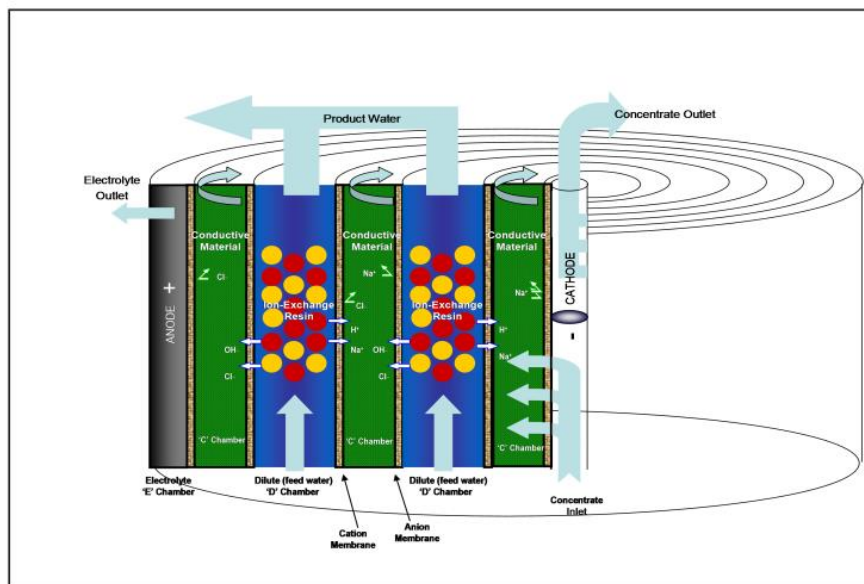 Product Water
Concentrate Outlet
Electrolyte
Outlet
Conductive
Material
Conductive
Material
Conductive
Material
ANODE +
CATHODE -
Cl-
Na+
Cl-
Na+
Ion-Exchange
Resin
Ion-Exchange
Resin
OH-
Cl-
H+
Na+
OH-
Cl-
H+
Na+
'C' Chamber
'C' Chamber
'C' Chamber
Electrolyte
'E' Chamber
Dilute (feed water)
'D' Chamber
Dilute (feed water)
'D' Chamber
Concentrate
Inlet
Cation
Membrane
Anion
Membrane